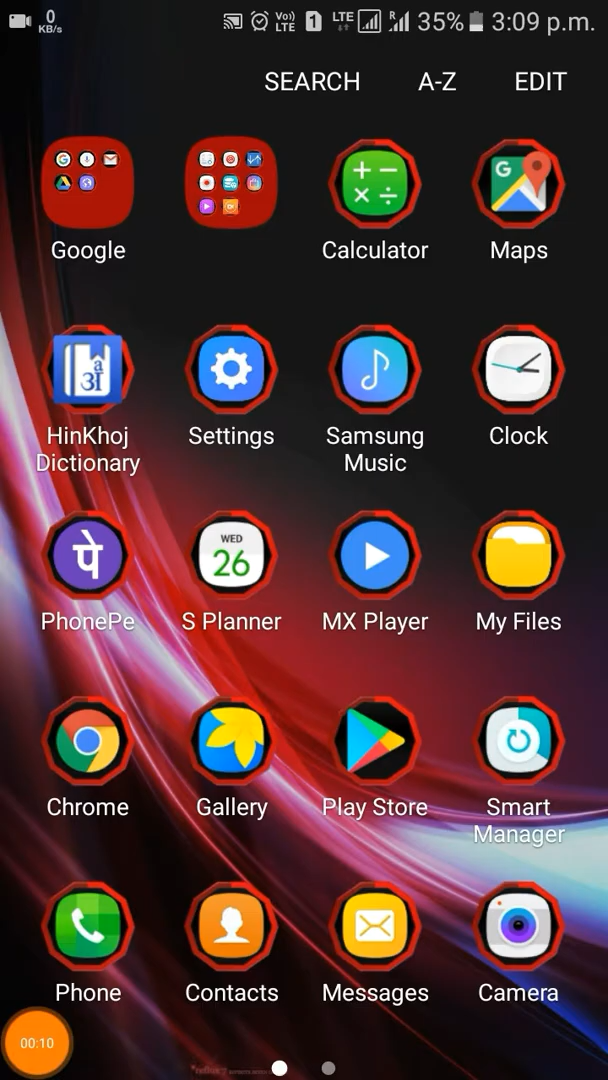 0
KB/s
Vo))
LTE
1
LTE
R
35%
3:09 p.m.
SEARCH
A-Z
EDIT
Google
Calculator
Maps
HinKhoj
Dictionary
Settings
Samsung
Music
Clock
पे
WED
26
PhonePe
S Planner
MX Player
My Files
Chrome
Gallery
Play Store
Smart
Manager
Phone
Contacts
Messages
Camera
00:10